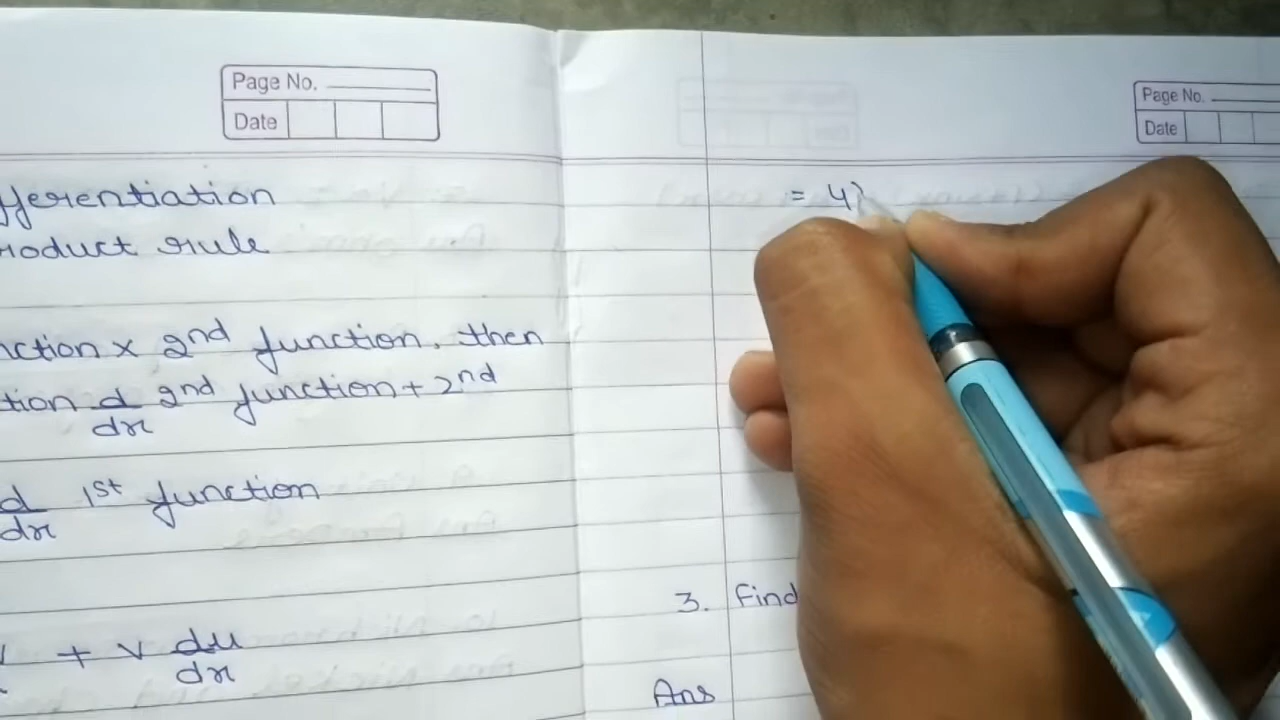 Page No.
Date
fferentiation
roduct rule
nction x 2nd function, then
tion d/dx 2nd function + 2nd
d/dx 1st function
+ v du/dx
Page No.
Date
= 4
3. Find
Ans